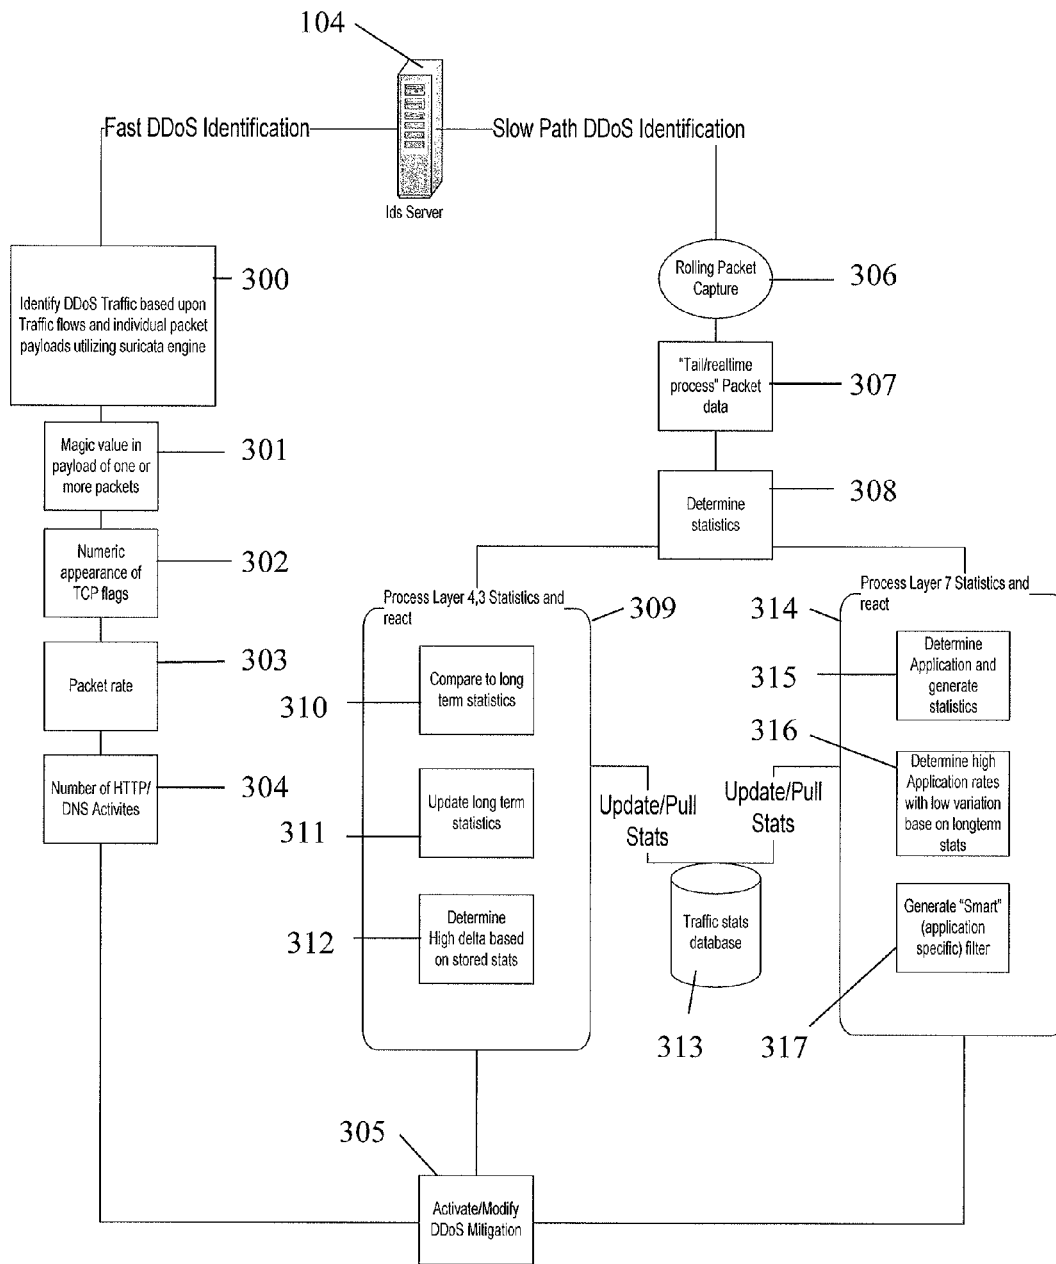 104
Fast DDoS Identification
Slow Path DDoS Identification
Ids Server
300
Identify DDoS Traffic based upon
Traffic flows and individual packet
payloads utilizing suricata engine
301
Magic value in
payload of one or
more packets
302
Numeric
appearance of
TCP flags
303
Packet rate
304
Number of HTTP/
DNS Activites
306
Rolling Packet
Capture
307
"Tail/realtime
process" Packet
data
308
Determine
statistics
Process Layer 4,3 Statistics and
react
309
310
Compare to long
term statistics
311
Update long term
statistics
312
Determine
High delta based
on stored stats
Update/Pull
Stats
Update/Pull
Stats
Traffic stats
database
313
Process Layer 7 Statistics and
react
314
315
Determine
Application and
generate
statistics
316
Determine high
Application rates
with low variation
base on longterm
stats
Generate "Smart"
(application
specific) filter
317
305
Activate/Modify
DDoS Mitigation